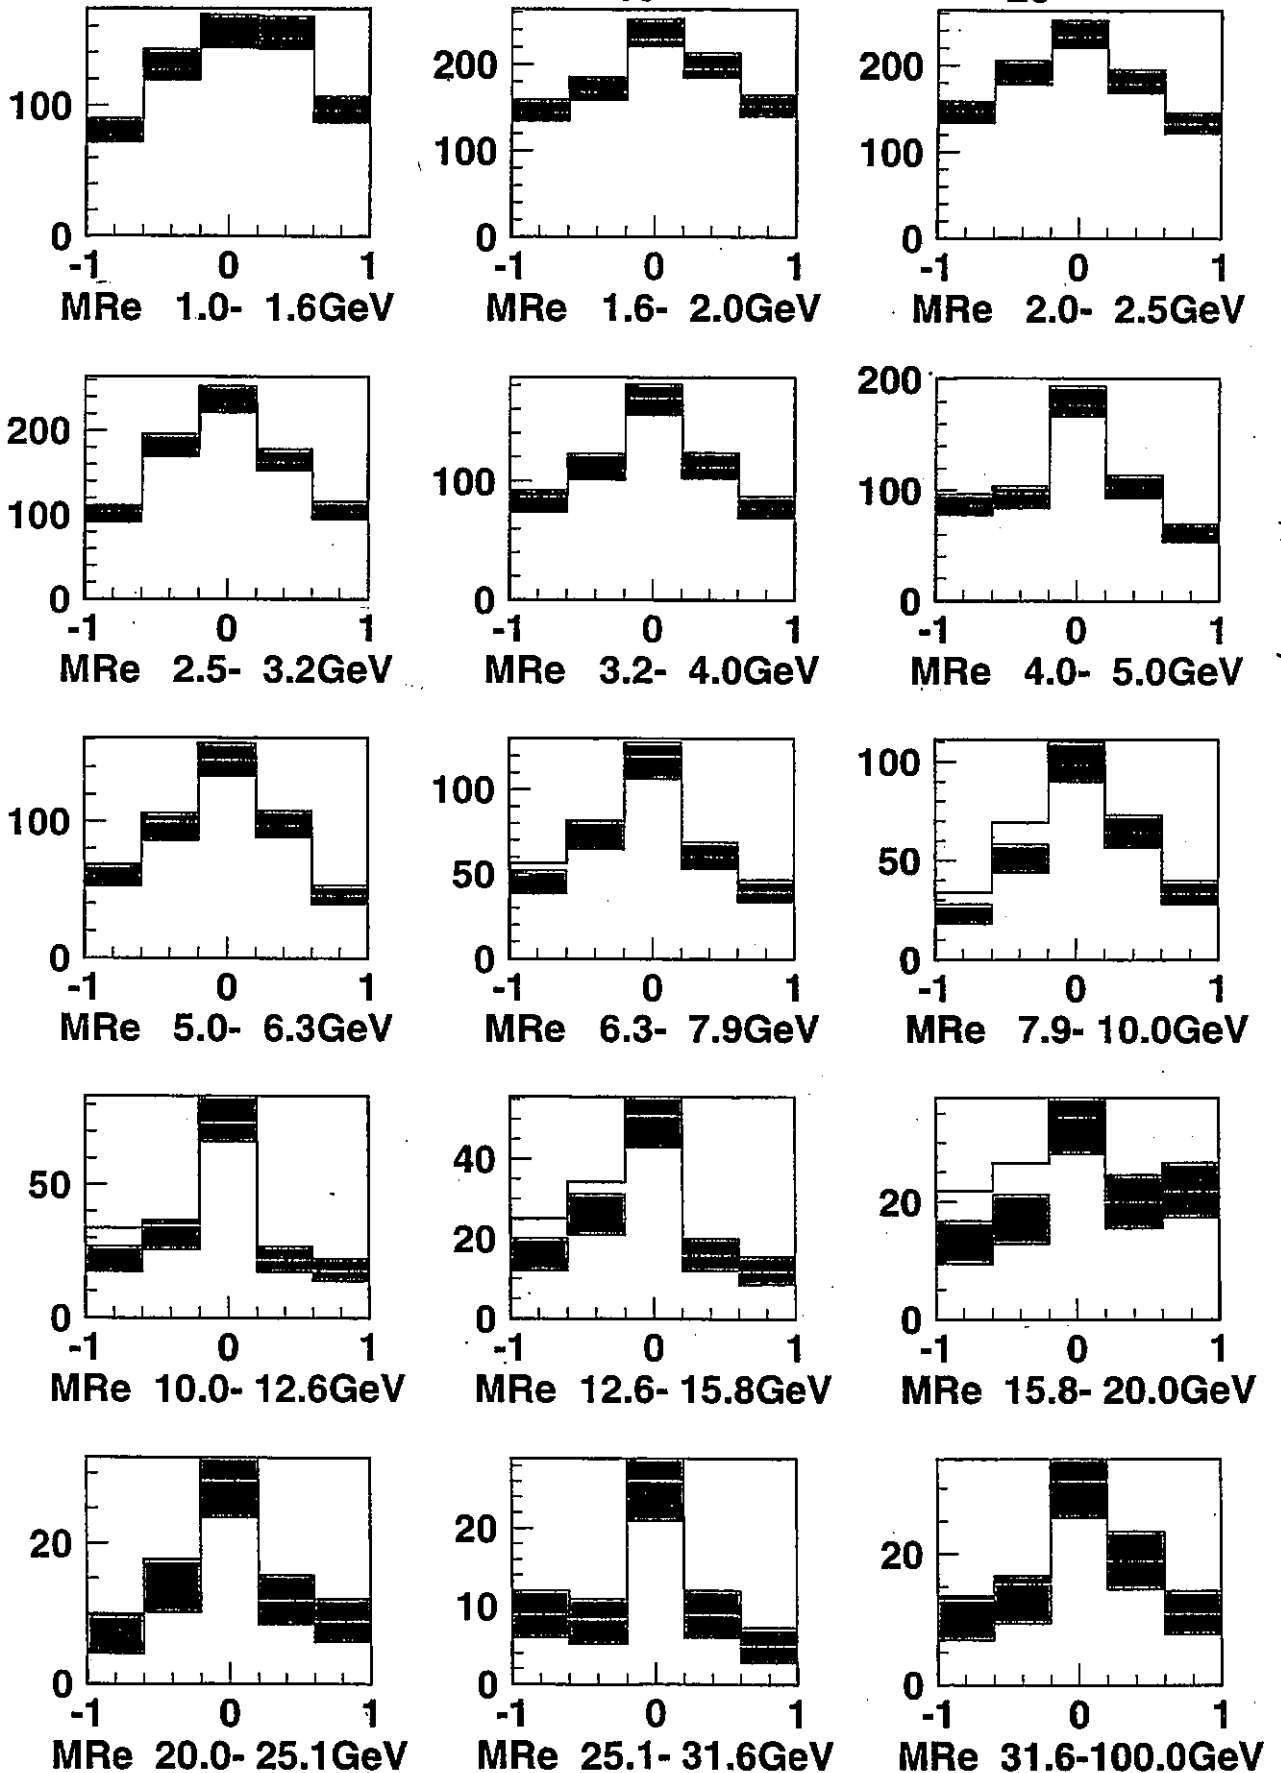 100
0
-1 0 1
MRe 1.0- 1.6GeV
200
100
0
-1 0 1
MRe 1.6- 2.0GeV
200
100
0
-1 0 1
MRe 2.0- 2.5GeV
200
100
0
-1 0 1
MRe 2.5- 3.2GeV
100
0
-1 0 1
MRe 3.2- 4.0GeV
200
100
0
-1 0 1
MRe 4.0- 5.0GeV
100
0
-1 0 1
MRe 5.0- 6.3GeV
100
50
0
-1 0 1
MRe 6.3- 7.9GeV
100
50
0
-1 0 1
MRe 7.9- 10.0GeV
50
0
-1 0 1
MRe 10.0- 12.6GeV
40
20
0
-1 0 1
MRe 12.6- 15.8GeV
20
0
-1 0 1
MRe 15.8- 20.0GeV
20
0
-1 0 1
MRe 20.0- 25.1GeV
20
10
0
-1 0 1
MRe 25.1- 31.6GeV
20
0
-1 0 1
MRe 31.6-100.0GeV